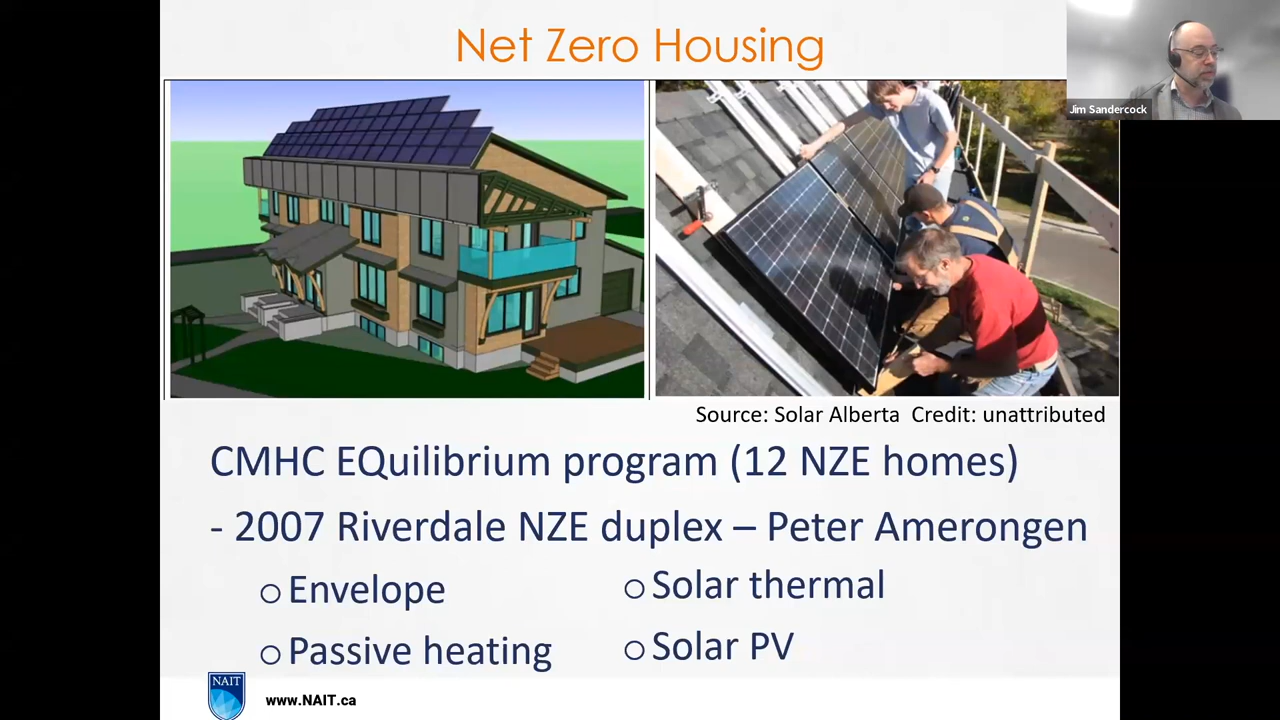 Net Zero Housing
Jim Sandercock
Source: Solar Alberta  Credit: unattributed
CMHC EQuilibrium program (12 NZE homes)
- 2007 Riverdale NZE duplex – Peter Amerongen
o Envelope
o Solar thermal
o Passive heating
o Solar PV
NAIT
www.NAIT.ca